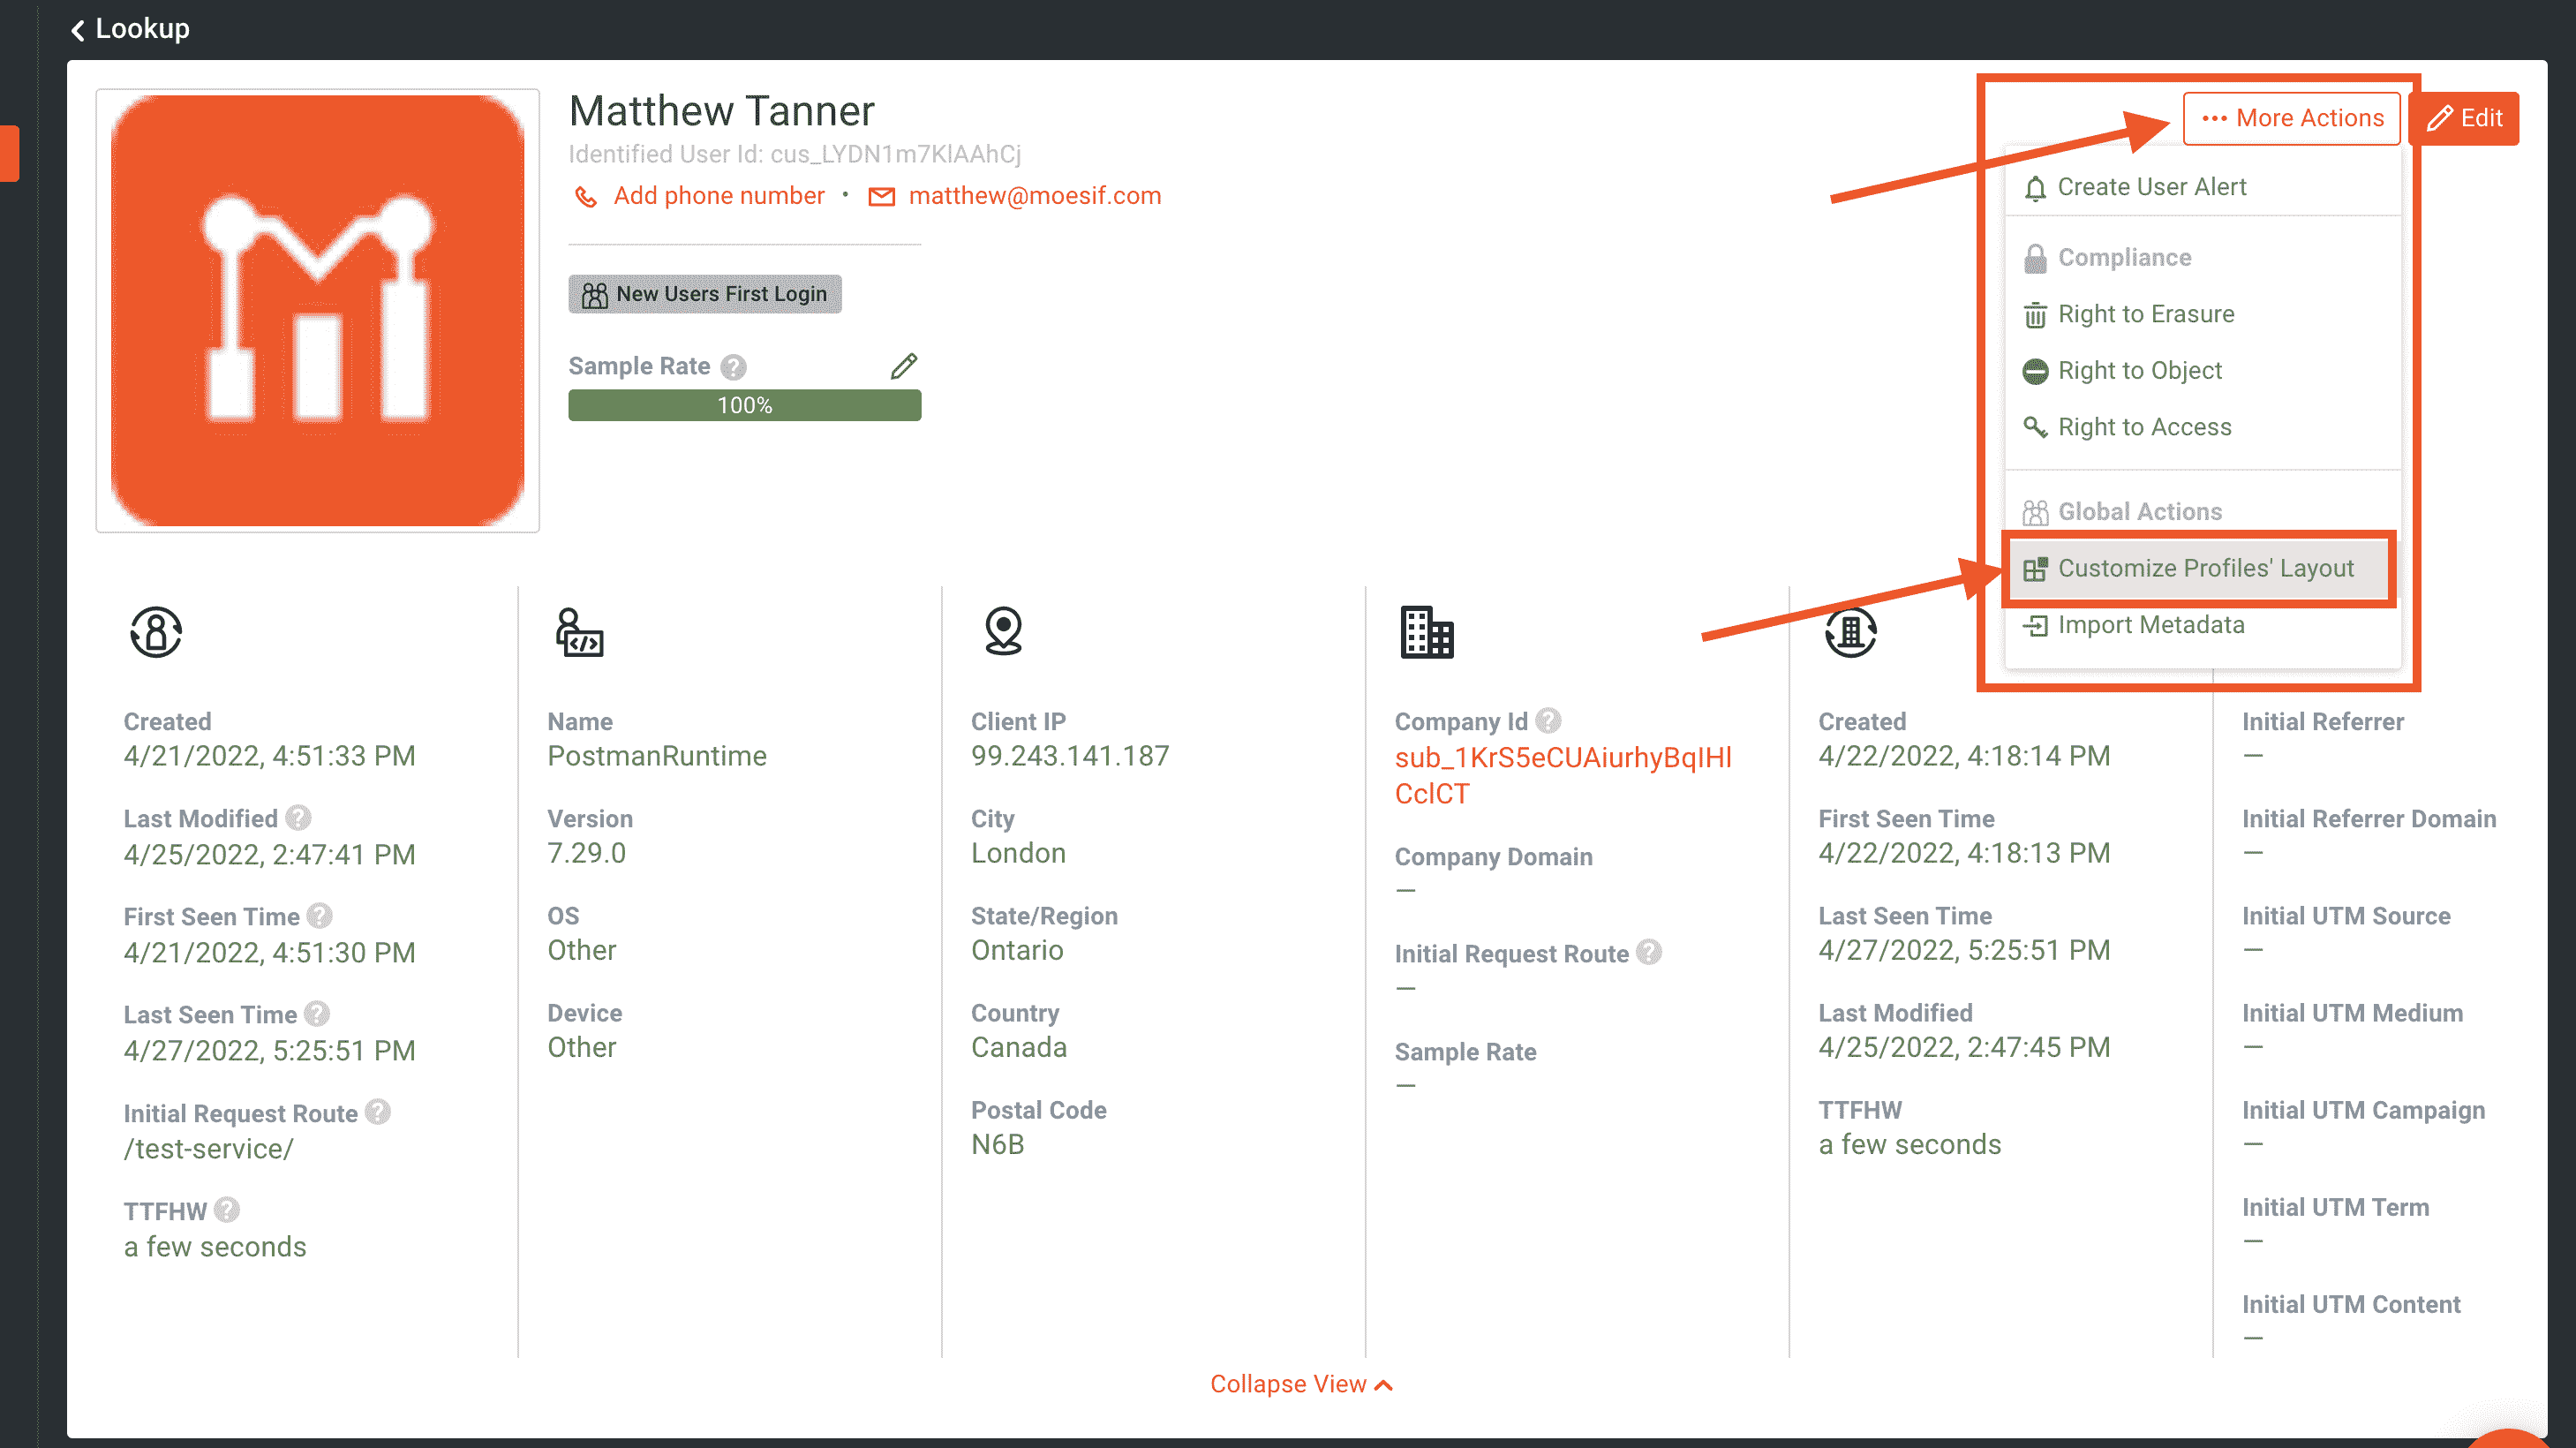 Lookup
Matthew Tanner
Identified User Id: cus_LYDN1m7KlAAhCj
Add phone number • matthew@moesif.com
New Users First Login
Sample Rate ?
100%
••• More Actions
Edit
Create User Alert
Compliance
Right to Erasure
Right to Object
Right to Access
Global Actions
Customize Profiles' Layout
Import Metadata
Created
4/21/2022, 4:51:33 PM
Last Modified ?
4/25/2022, 2:47:41 PM
First Seen Time ?
4/21/2022, 4:51:30 PM
Last Seen Time ?
4/27/2022, 5:25:51 PM
Initial Request Route ?
/test-service/
TTFHW ?
a few seconds
Name
PostmanRuntime
Version
7.29.0
OS
Other
Device
Other
Client IP
99.243.141.187
City
London
State/Region
Ontario
Country
Canada
Postal Code
N6B
Company Id ?
sub_1KrS5eCUAiurhyBqIHl
CclCT
Company Domain
—
Initial Request Route ?
—
Sample Rate
—
Created
4/22/2022, 4:18:14 PM
First Seen Time
4/22/2022, 4:18:13 PM
Last Seen Time
4/27/2022, 5:25:51 PM
Last Modified
4/25/2022, 2:47:45 PM
TTFHW
a few seconds
Initial Referrer
—
Initial Referrer Domain
—
Initial UTM Source
—
Initial UTM Medium
—
Initial UTM Campaign
—
Initial UTM Term
—
Initial UTM Content
—
Collapse View